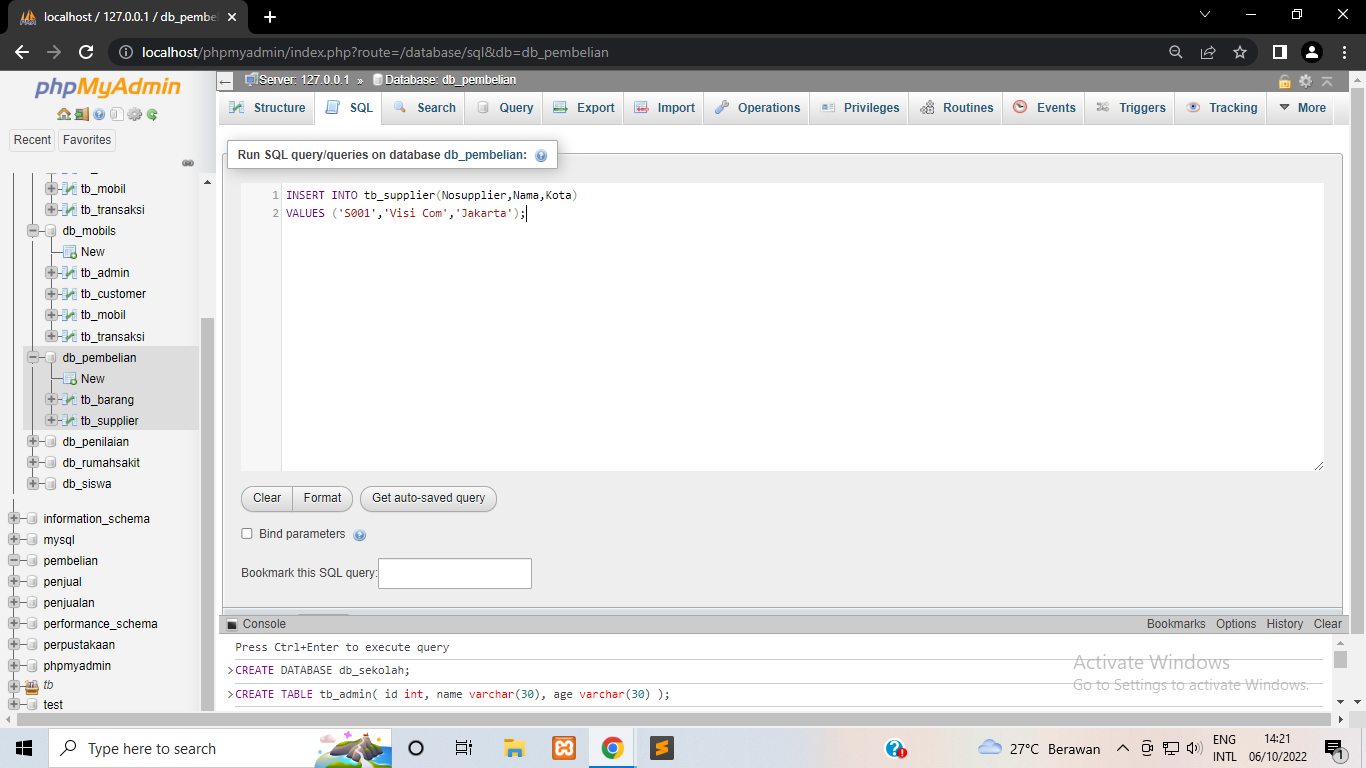 localhost / 127.0.0.1 / db_pembe
localhost/phpmyadmin/index.php?route=/database/sql&db=db_pembelian
phpMyAdmin
Recent Favorites
tb_mobil
tb_transaksi
db_mobils
New
tb_admin
tb_customer
tb_mobil
tb_transaksi
db_pembelian
New
tb_barang
tb_supplier
db_penilaian
db_rumahsakit
db_siswa
information_schema
mysql
pembelian
penjual
penjualan
performance_schema
perpustakaan
phpmyadmin
tb
test
Server: 127.0.0.1 » Database: db_pembelian
Structure SQL Search Query Export Import Operations Privileges Routines Events Triggers Tracking More
Run SQL query/queries on database db_pembelian:
1 INSERT INTO tb_supplier(Nosupplier,Nama,Kota)
2 VALUES ('S001','Visi Com','Jakarta');
Clear Format Get auto-saved query
Bind parameters
Bookmark this SQL query:
Console Bookmarks Options History Clear
Press Ctrl+Enter to execute query
>CREATE DATABASE db_sekolah;
>CREATE TABLE tb_admin( id int, name varchar(30), age varchar(30) );
Activate Windows
Go to Settings to activate Windows.
Type here to search
27°C Berawan
ENG
INTL
14:21
06/10/2022
1